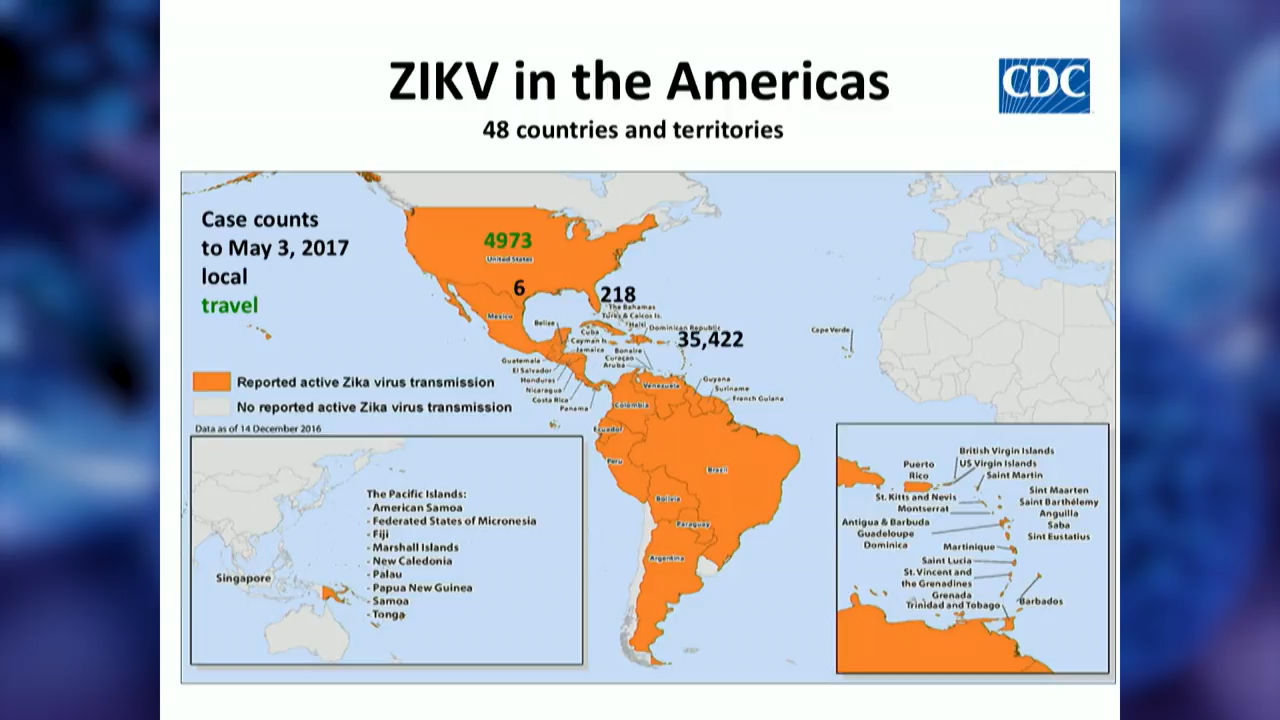 ZIKV in the Americas
48 countries and territories
CDC
Case counts
to May 3, 2017
local
travel
4973
United States
6
218
35,422
Mexico
Belize
The Bahamas
Turks & Caicos Is.
Haiti
Dominican Republic
Cuba
Cayman Is.
Jamaica
Bonaire
Curaçao
Aruba
Cape Verde
Guatemala
El Salvador
Honduras
Nicaragua
Costa Rica
Panama
Venezuela
Guyana
Suriname
French Guiana
Colombia
Ecuador
Peru
Brazil
Bolivia
Paraguay
Argentina
Reported active Zika virus transmission
No reported active Zika virus transmission
Data as of 14 December 2016
The Pacific Islands:
- American Samoa
- Federated States of Micronesia
- Fiji
- Marshall Islands
- New Caledonia
- Palau
- Papua New Guinea
- Samoa
- Tonga
Singapore
British Virgin Islands
Puerto
Rico
US Virgin Islands
Saint Martin
St. Kitts and Nevis
Montserrat
Sint Maarten
Saint Barthélemy
Anguilla
Saba
Sint Eustatius
Antigua & Barbuda
Guadeloupe
Dominica
Martinique
Saint Lucia
St. Vincent and
the Grenadines
Grenada
Trinidad and Tobago
Barbados